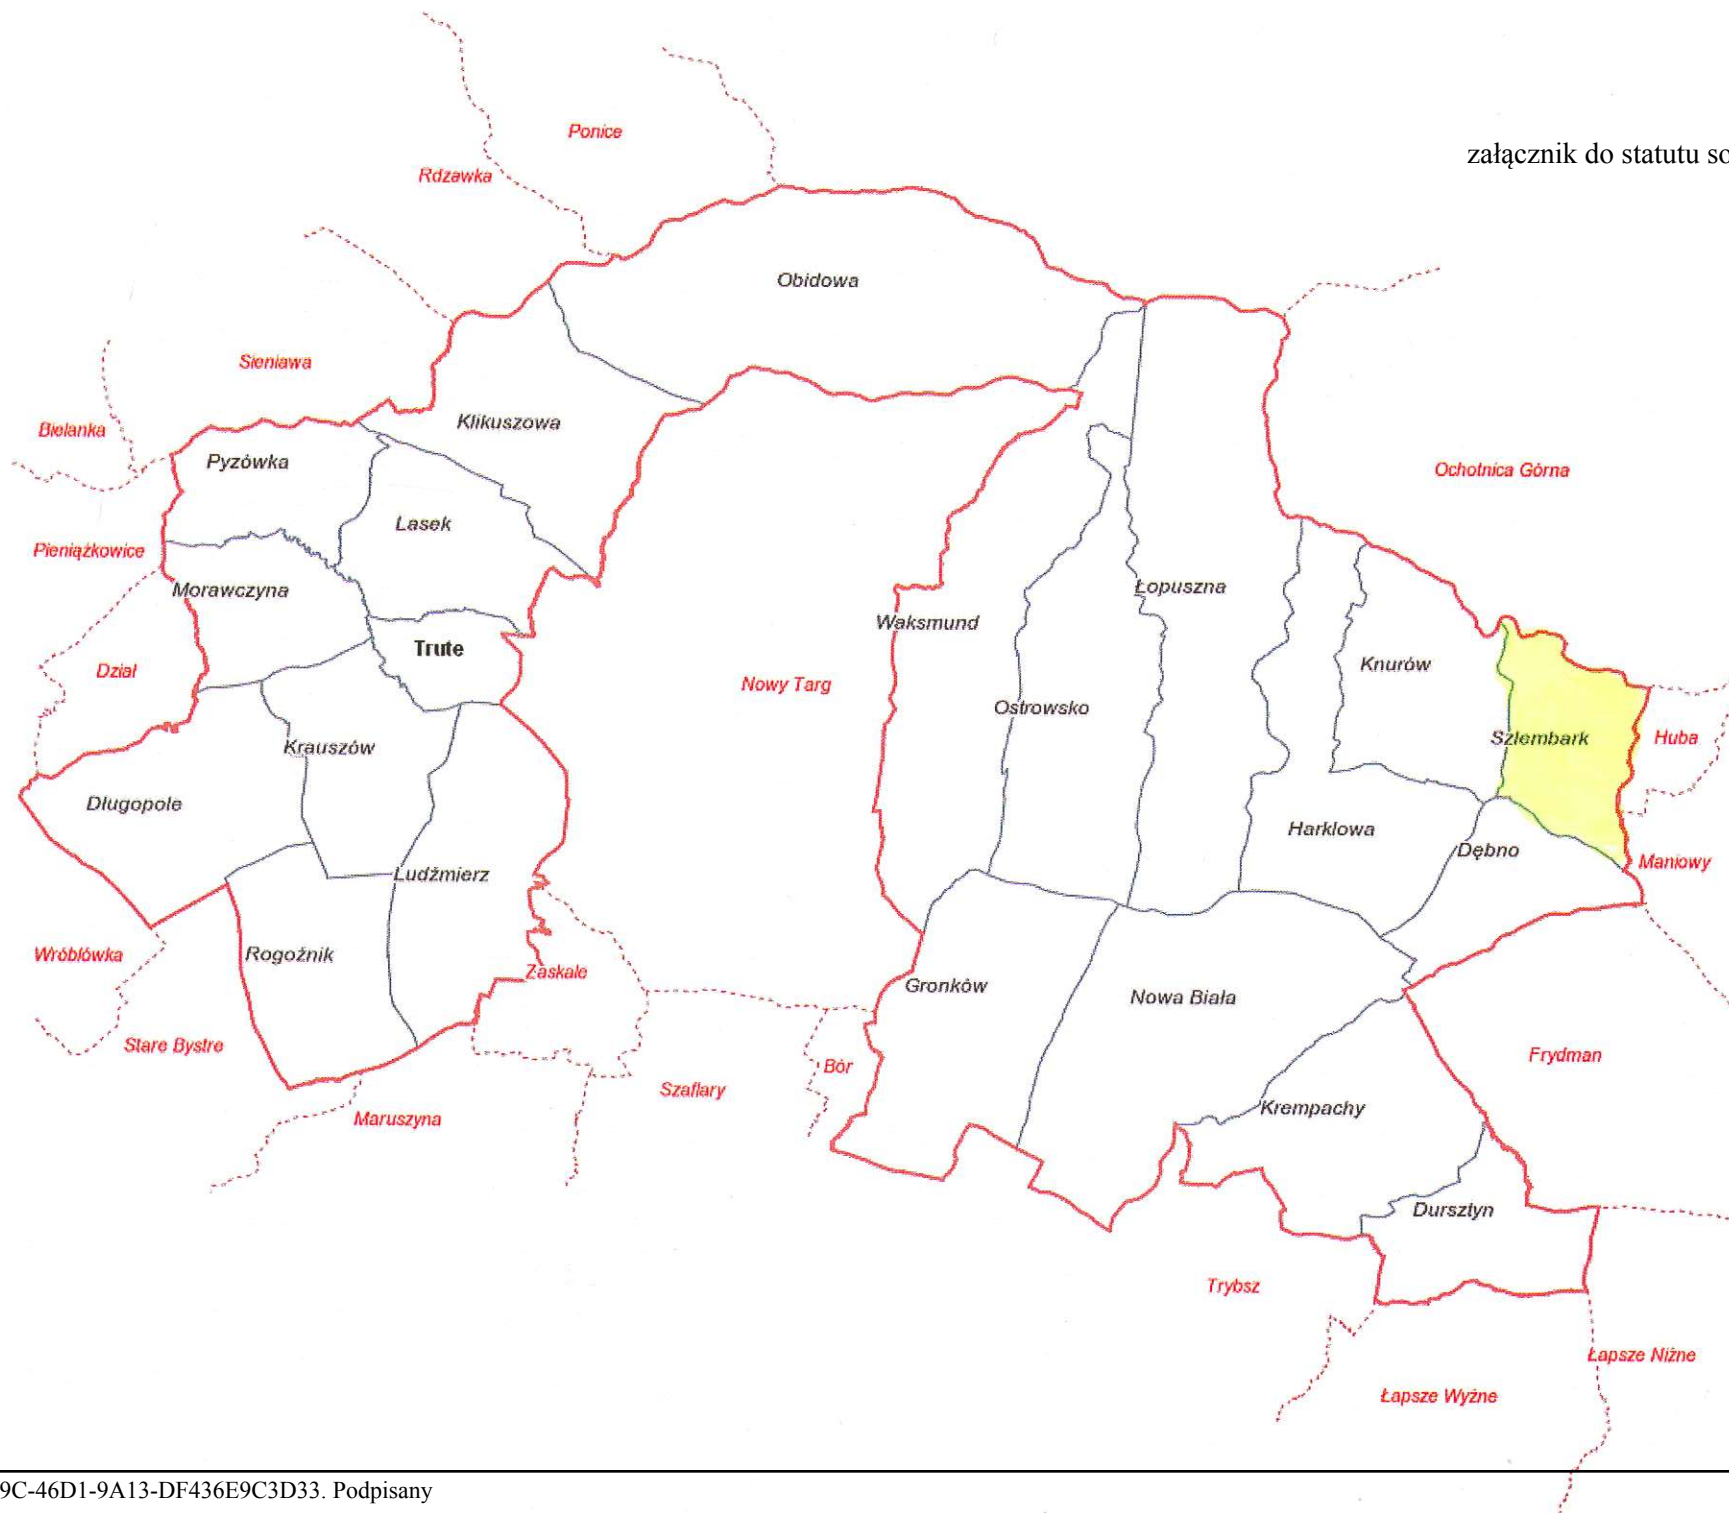 Ponice
załącznik do statutu so
Rdzawka
Obidowa
Sieniawa
Klikuszowa
Bielanka
Pyzówka
Ochotnica Górna
Lasek
Pieniążkowice
Morawczyna
Łopuszna
Waksmund
Trute
Knurów
Dział
Nowy Targ
Ostrowsko
Szlembark
Huba
Krauszów
Długopole
Harklowa
Dębno
Maniowy
Ludźmierz
Wróblówka
Rogoźnik
Zaskale
Gronków
Nowa Biała
Stare Bystre
Frydman
Bór
Szaflary
Krempachy
Maruszyna
Dursztyn
Trybsz
Łapsze Niżne
Łapsze Wyżne
9C-46D1-9A13-DF436E9C3D33. Podpisany